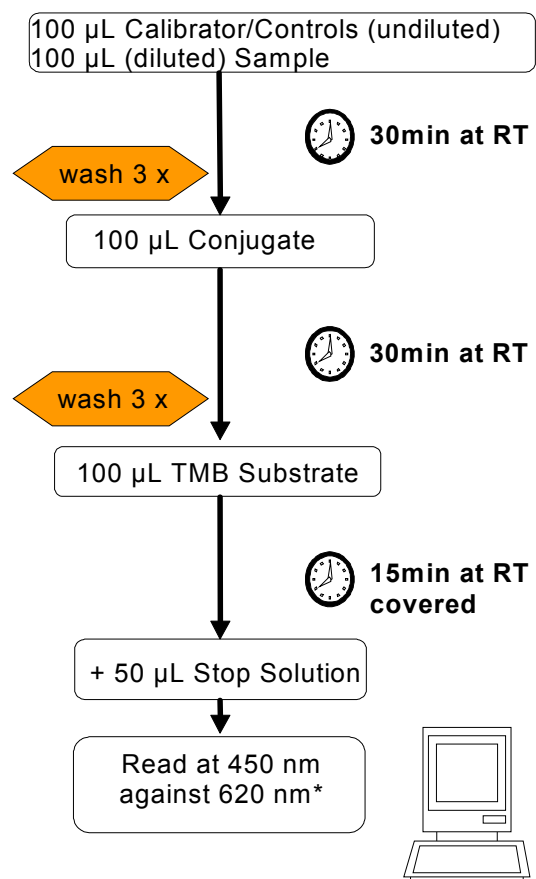 100 µL Calibrator/Controls (undiluted)
100 µL (diluted) Sample
30min at RT
wash 3 x
100 µL Conjugate
30min at RT
wash 3 x
100 µL TMB Substrate
15min at RT
covered
+ 50 µL Stop Solution
Read at 450 nm
against 620 nm*